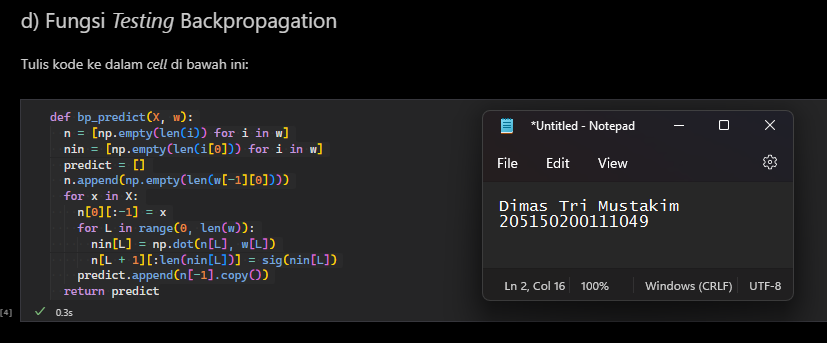 d) Fungsi Testing Backpropagation
Tulis kode ke dalam cell di bawah ini:
def bp_predict(X, w):
  n = [np.empty(len(i)) for i in w]
  nin = [np.empty(len(i[0])) for i in w]
  predict = []
  n.append(np.empty(len(w[-1][0])))
  for x in X:
    n[0][:-1] = x
    for L in range(0, len(w)):
      nin[L] = np.dot(n[L], w[L])
      n[L + 1][:len(nin[L])] = sig(nin[L])
    predict.append(n[-1].copy())
  return predict
[4]
0.3s
*Untitled - Notepad
File Edit View
Dimas Tri Mustakim
205150200111049
Ln 2, Col 16 100% Windows (CRLF) UTF-8